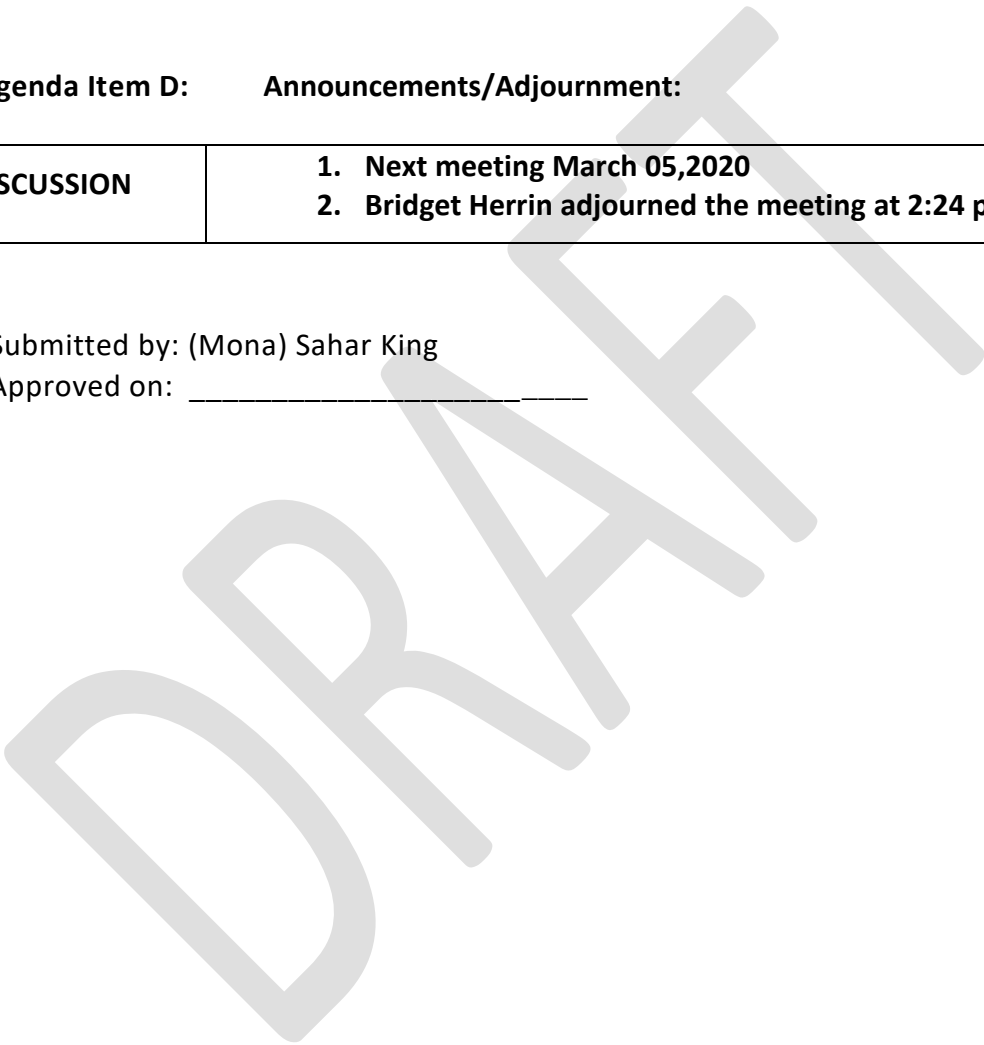 genda Item D: Announcements/Adjournment:
SCUSSION
1. Next meeting March 05,2020
2. Bridget Herrin adjourned the meeting at 2:24 p
Submitted by: (Mona) Sahar King
Approved on: ________________________
DRAFT